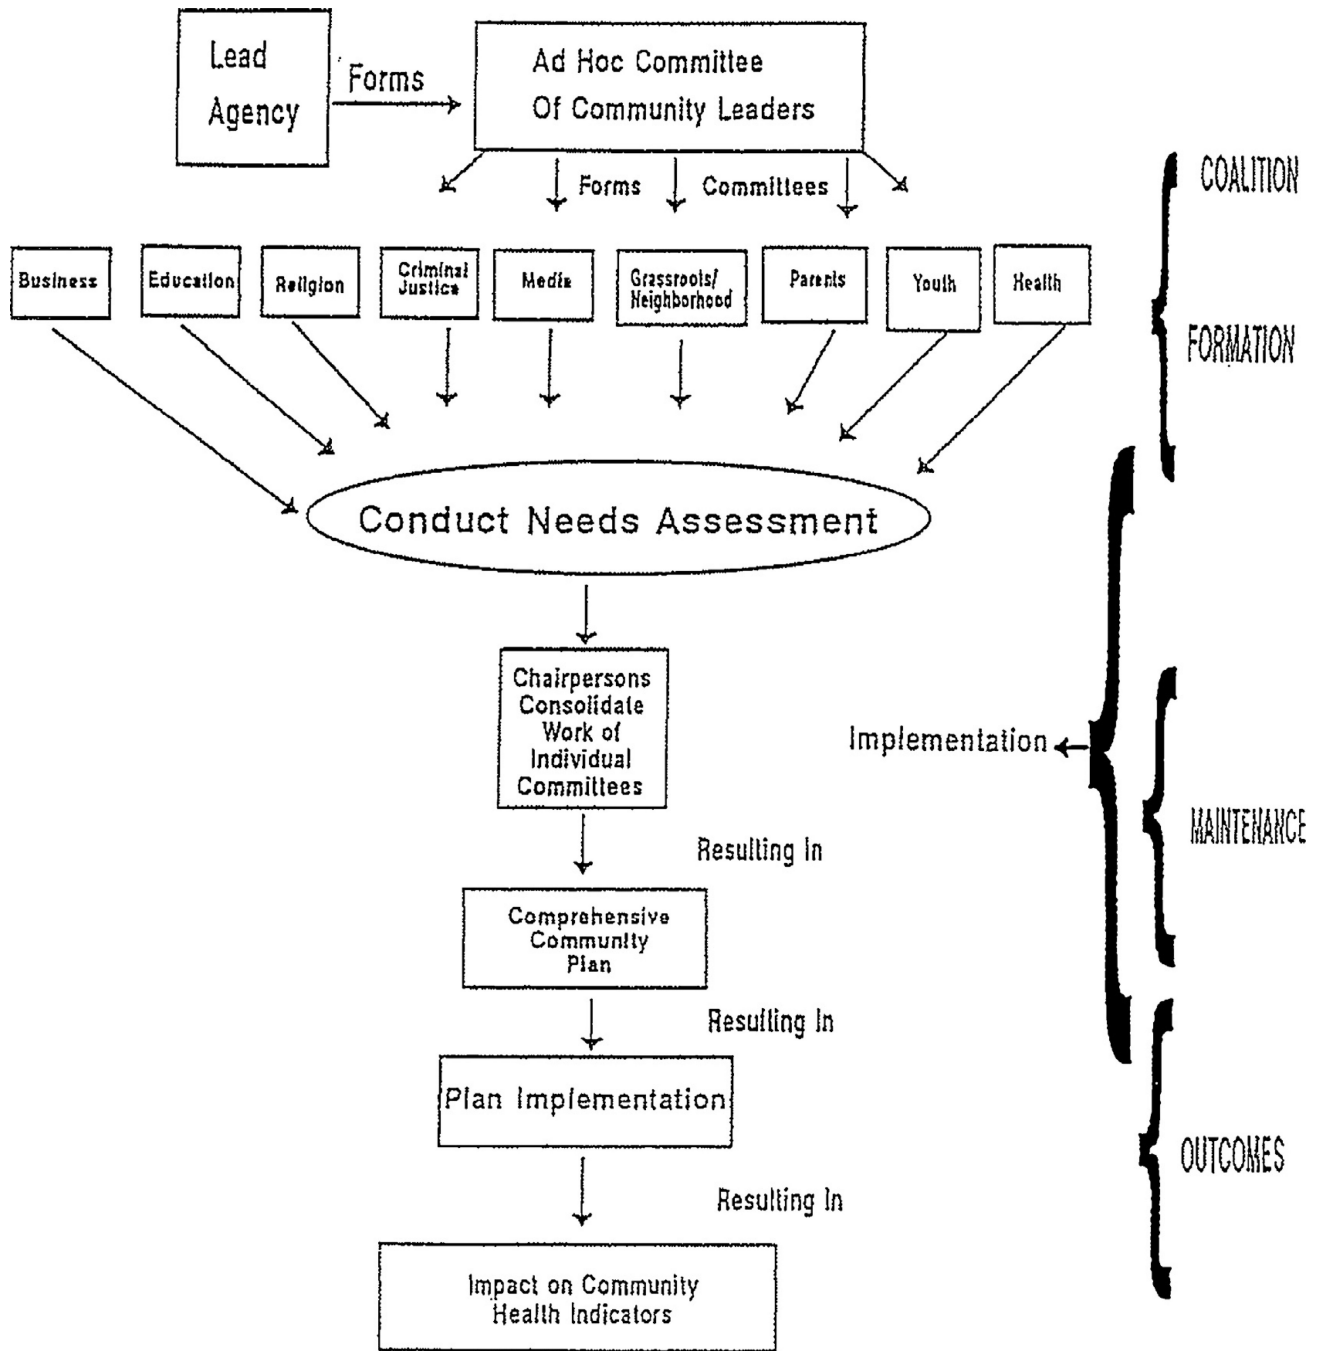 Lead
Agency
Forms
Ad Hoc Committee
Of Community Leaders
Forms
Committees
COALITION
FORMATION
Business
Education
Religion
Criminal
Justice
Media
Grassroots/
Neighborhood
Parents
Youth
Health
Conduct Needs Assessment
Chairpersons
Consolidate
Work of
Individual
Committees
Implementation
MAINTENANCE
Resulting In
Comprehensive
Community
Plan
Resulting In
Plan Implementation
OUTCOMES
Resulting In
Impact on Community
Health Indicators